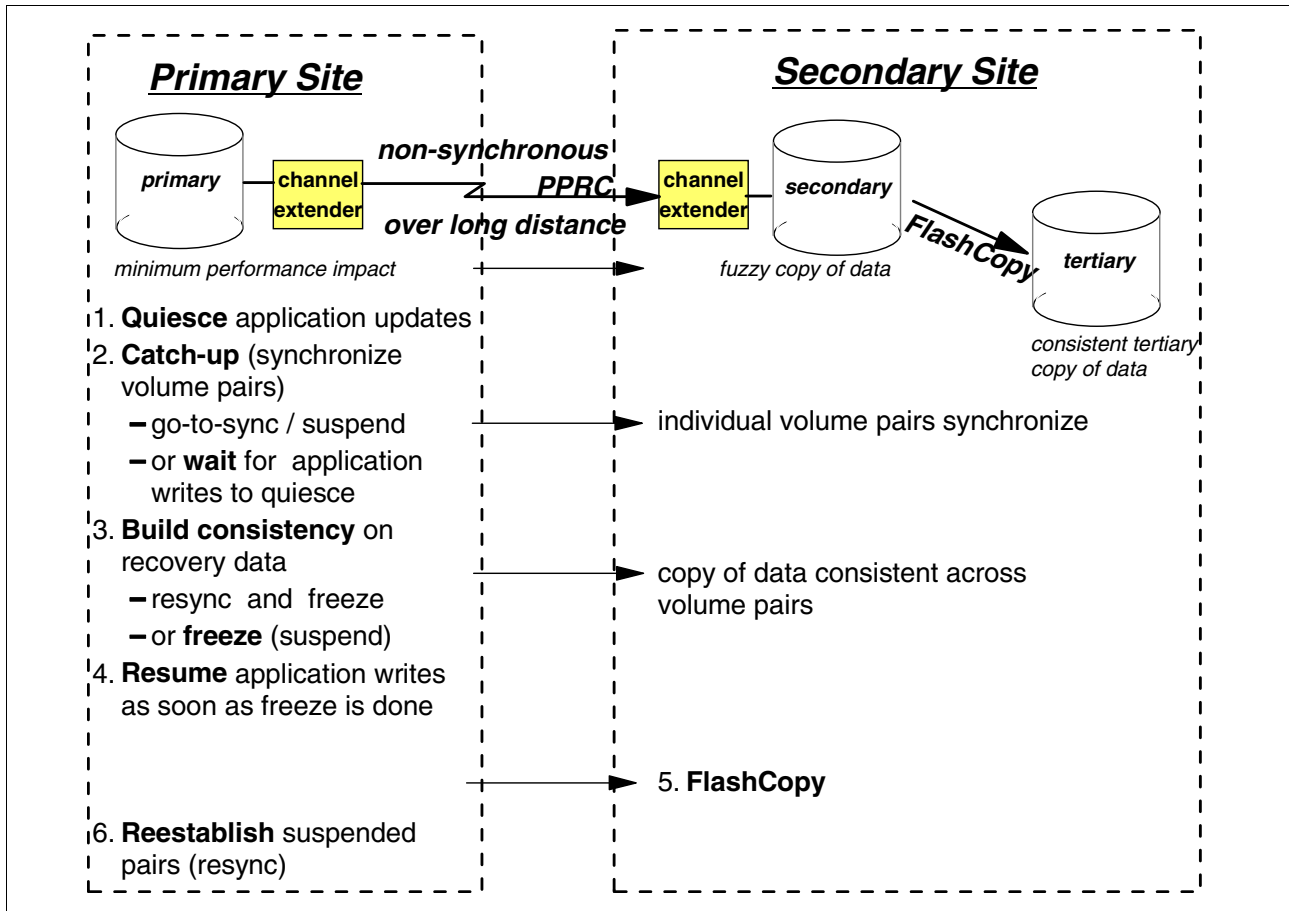 Primary Site
Secondary Site
primary
channel
extender
non-synchronous
PPRC
over long distance
channel
extender
secondary
FlashCopy
tertiary
minimum performance impact
fuzzy copy of data
consistent tertiary
copy of data
1. Quiesce application updates
2. Catch-up (synchronize
volume pairs)
– go-to-sync / suspend
individual volume pairs synchronize
– or wait for application
writes to quiesce
3. Build consistency on
recovery data
copy of data consistent across
volume pairs
– resync and freeze
– or freeze (suspend)
4. Resume application writes
as soon as freeze is done
5. FlashCopy
6. Reestablish suspended
pairs (resync)